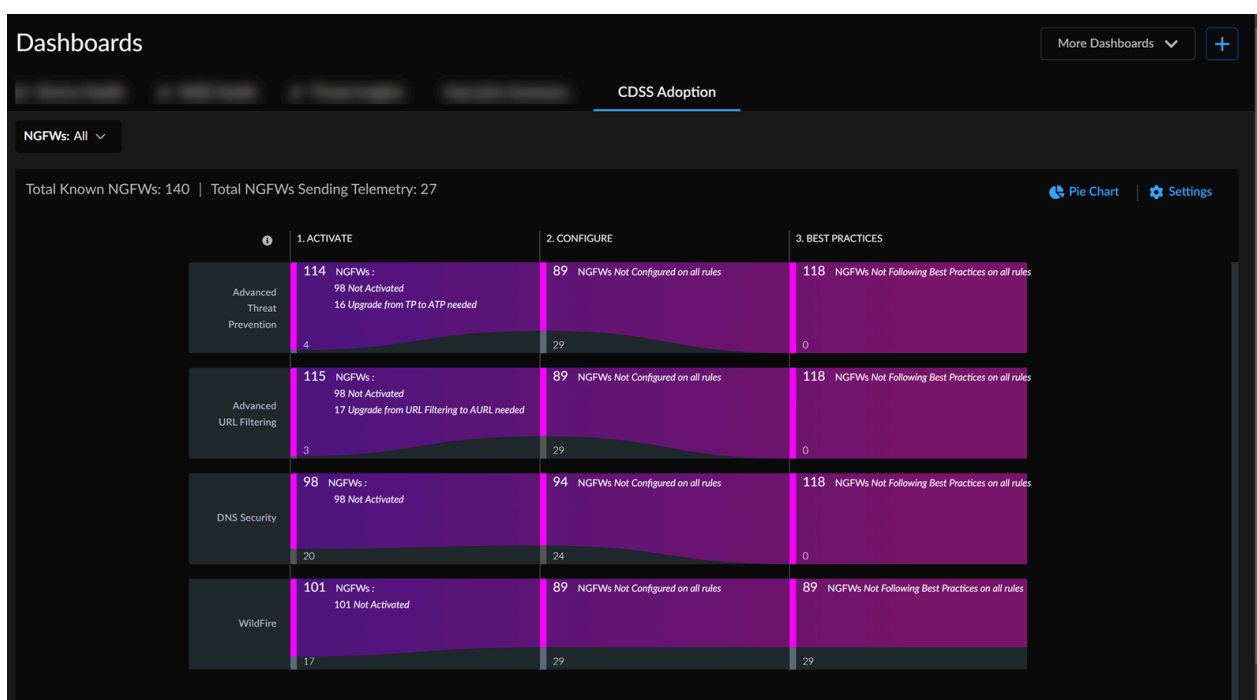 Dashboards
More Dashboards
CDSS Adoption
NGFWs: All
Total Known NGFWs: 140 | Total NGFWs Sending Telemetry: 27
Pie Chart | Settings
1. ACTIVATE
2. CONFIGURE
3. BEST PRACTICES
Advanced
Threat
Prevention
114 NGFWs :
98 Not Activated
16 Upgrade from TP to ATP needed
4
89 NGFWs Not Configured on all rules
29
118 NGFWs Not Following Best Practices on all rules
0
Advanced
URL Filtering
115 NGFWs :
98 Not Activated
17 Upgrade from URL Filtering to AURL needed
3
89 NGFWs Not Configured on all rules
29
118 NGFWs Not Following Best Practices on all rules
0
DNS Security
98 NGFWs :
98 Not Activated
20
94 NGFWs Not Configured on all rules
24
118 NGFWs Not Following Best Practices on all rules
0
WildFire
101 NGFWs :
101 Not Activated
17
89 NGFWs Not Configured on all rules
29
89 NGFWs Not Following Best Practices on all rules
29